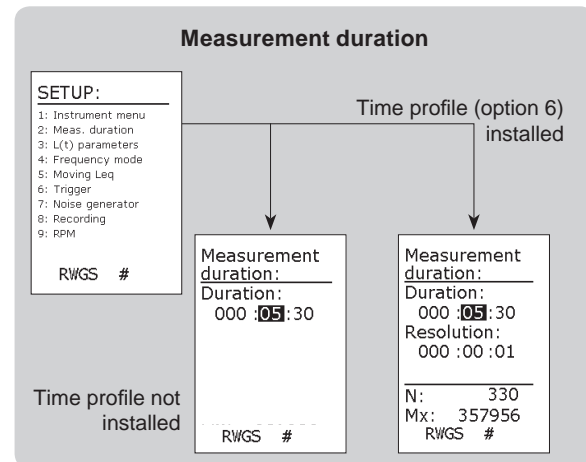 Measurement duration
SETUP:
1: Instrument menu
2: Meas. duration
3: L(t) parameters
4: Frequency mode
5: Moving Leq
6: Trigger
7: Noise generator
8: Recording
9: RPM
RWGS #
Time profile (option 6)
installed
Measurement
duration:
Duration:
000 :05:30
RWGS #
Time profile not
installed
Measurement
duration:
Duration:
000 :05:30
Resolution:
000 :00 :01
N: 330
Mx: 357956
RWGS #